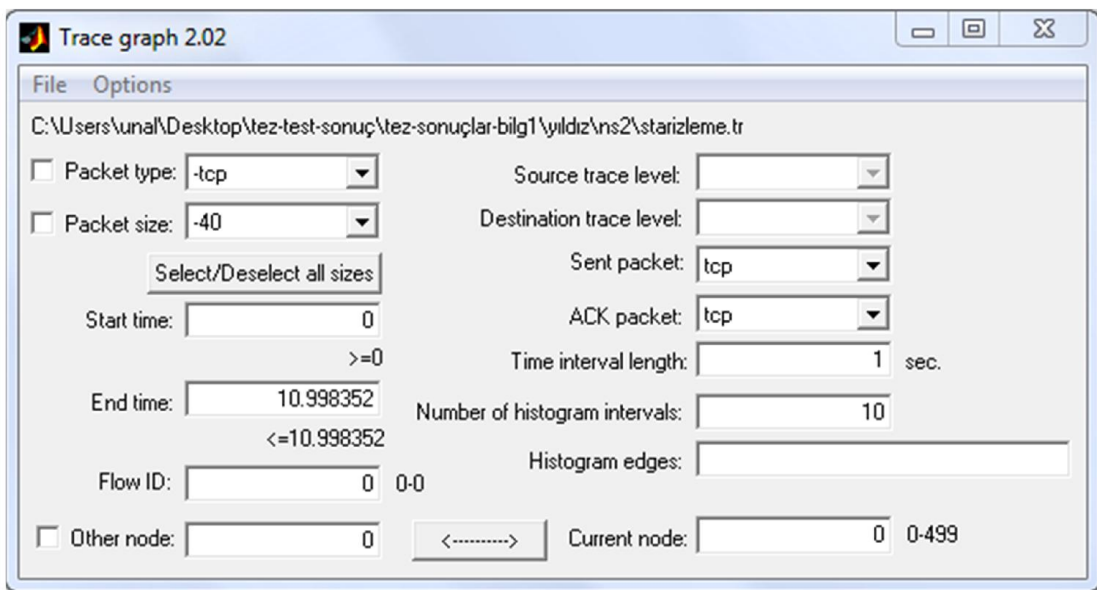 Trace graph 2.02
File Options
C:\Users\unal\Desktop\tez-test-sonuç\tez-sonuçlar-bilg1\yıldız\ns2\starizleme.tr
Packet type: -tcp
Source trace level:
Packet size: -40
Destination trace level:
Select/Deselect all sizes
Sent packet: tcp
Start time: 0
ACK packet: tcp
>=0
Time interval length: 1 sec.
End time: 10.998352
Number of histogram intervals: 10
<=10.998352
Histogram edges:
Flow ID: 0 0-0
Other node: 0 <----------> Current node: 0 0-499